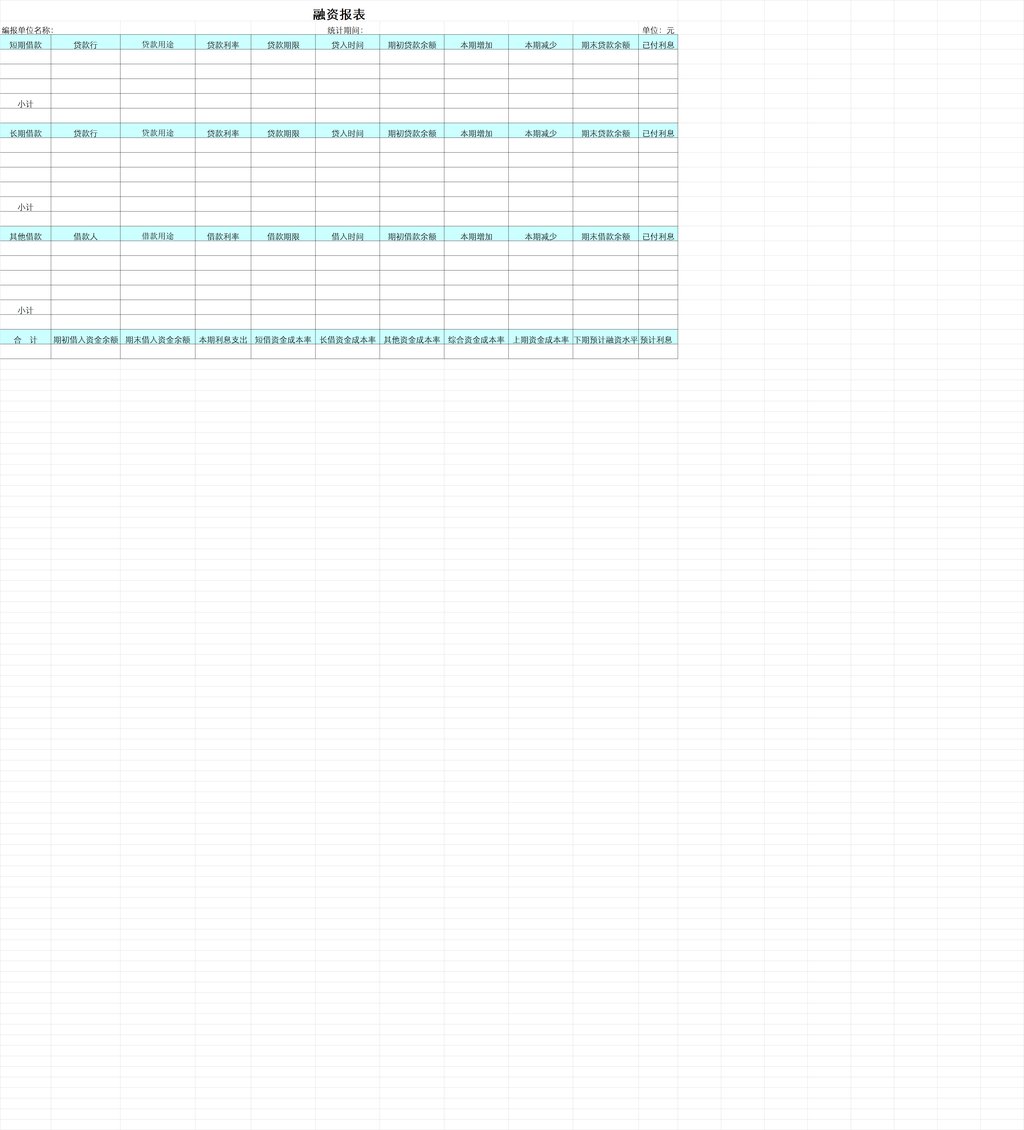 融资报表
编报单位名称： 统计期间： 单位：元
短期借款 贷款行 贷款用途 贷款利率 贷款期限 贷入时间 期初贷款余额 本期增加 本期减少 期末贷款余额 已付利息
小计
长期借款 贷款行 贷款用途 贷款利率 贷款期限 贷入时间 期初贷款余额 本期增加 本期减少 期末贷款余额 已付利息
小计
其他借款 借款人 借款用途 借款利率 借款期限 借入时间 期初借款余额 本期增加 本期减少 期末借款余额 已付利息
小计
合 计 期初借入资金余额 期末借入资金余额 本期利息支出 短借资金成本率 长借资金成本率 其他资金成本率 综合资金成本率 上期资金成本率 下期预计融资水平 预计利息